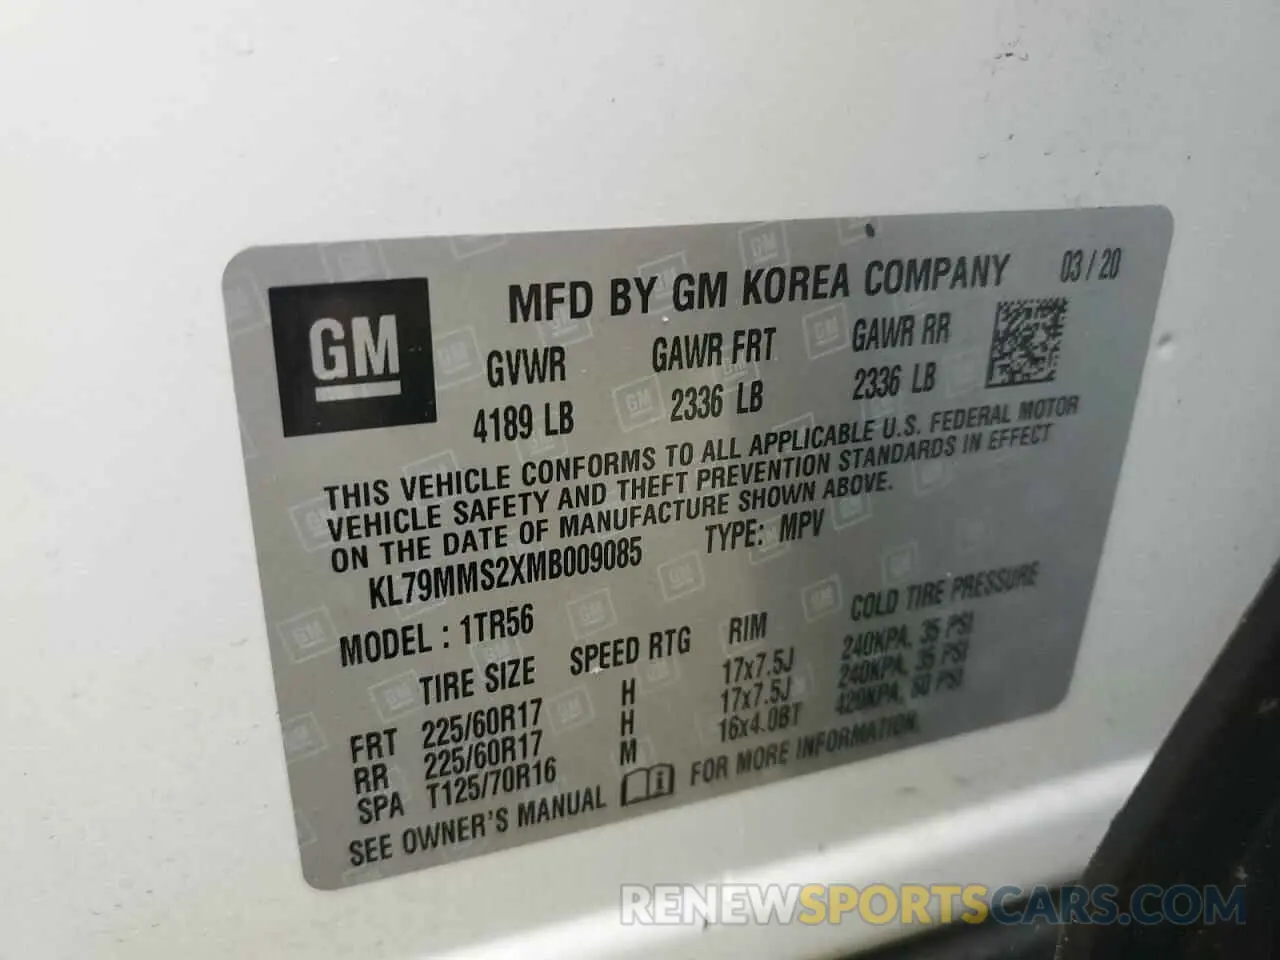 GM
MFD BY GM KOREA COMPANY 03/20
GVWR GAWR FRT GAWR RR
4189 LB 2336 LB 2336 LB
THIS VEHICLE CONFORMS TO ALL APPLICABLE U.S. FEDERAL MOTOR
VEHICLE SAFETY AND THEFT PREVENTION STANDARDS IN EFFECT
ON THE DATE OF MANUFACTURE SHOWN ABOVE.
KL79MMS2XMB009085 TYPE: MPV
MODEL : 1TR56
TIRE SIZE SPEED RTG RIM COLD TIRE PRESSURE
FRT 225/60R17 H 17x7.5J 240KPA, 35 PSI
RR 225/60R17 H 17x7.5J 240KPA, 35 PSI
SPA T125/70R16 M 16x4.0BT 420KPA, 60 PSI
SEE OWNER'S MANUAL FOR MORE INFORMATION.
RENEWSPORTSCARS.COM